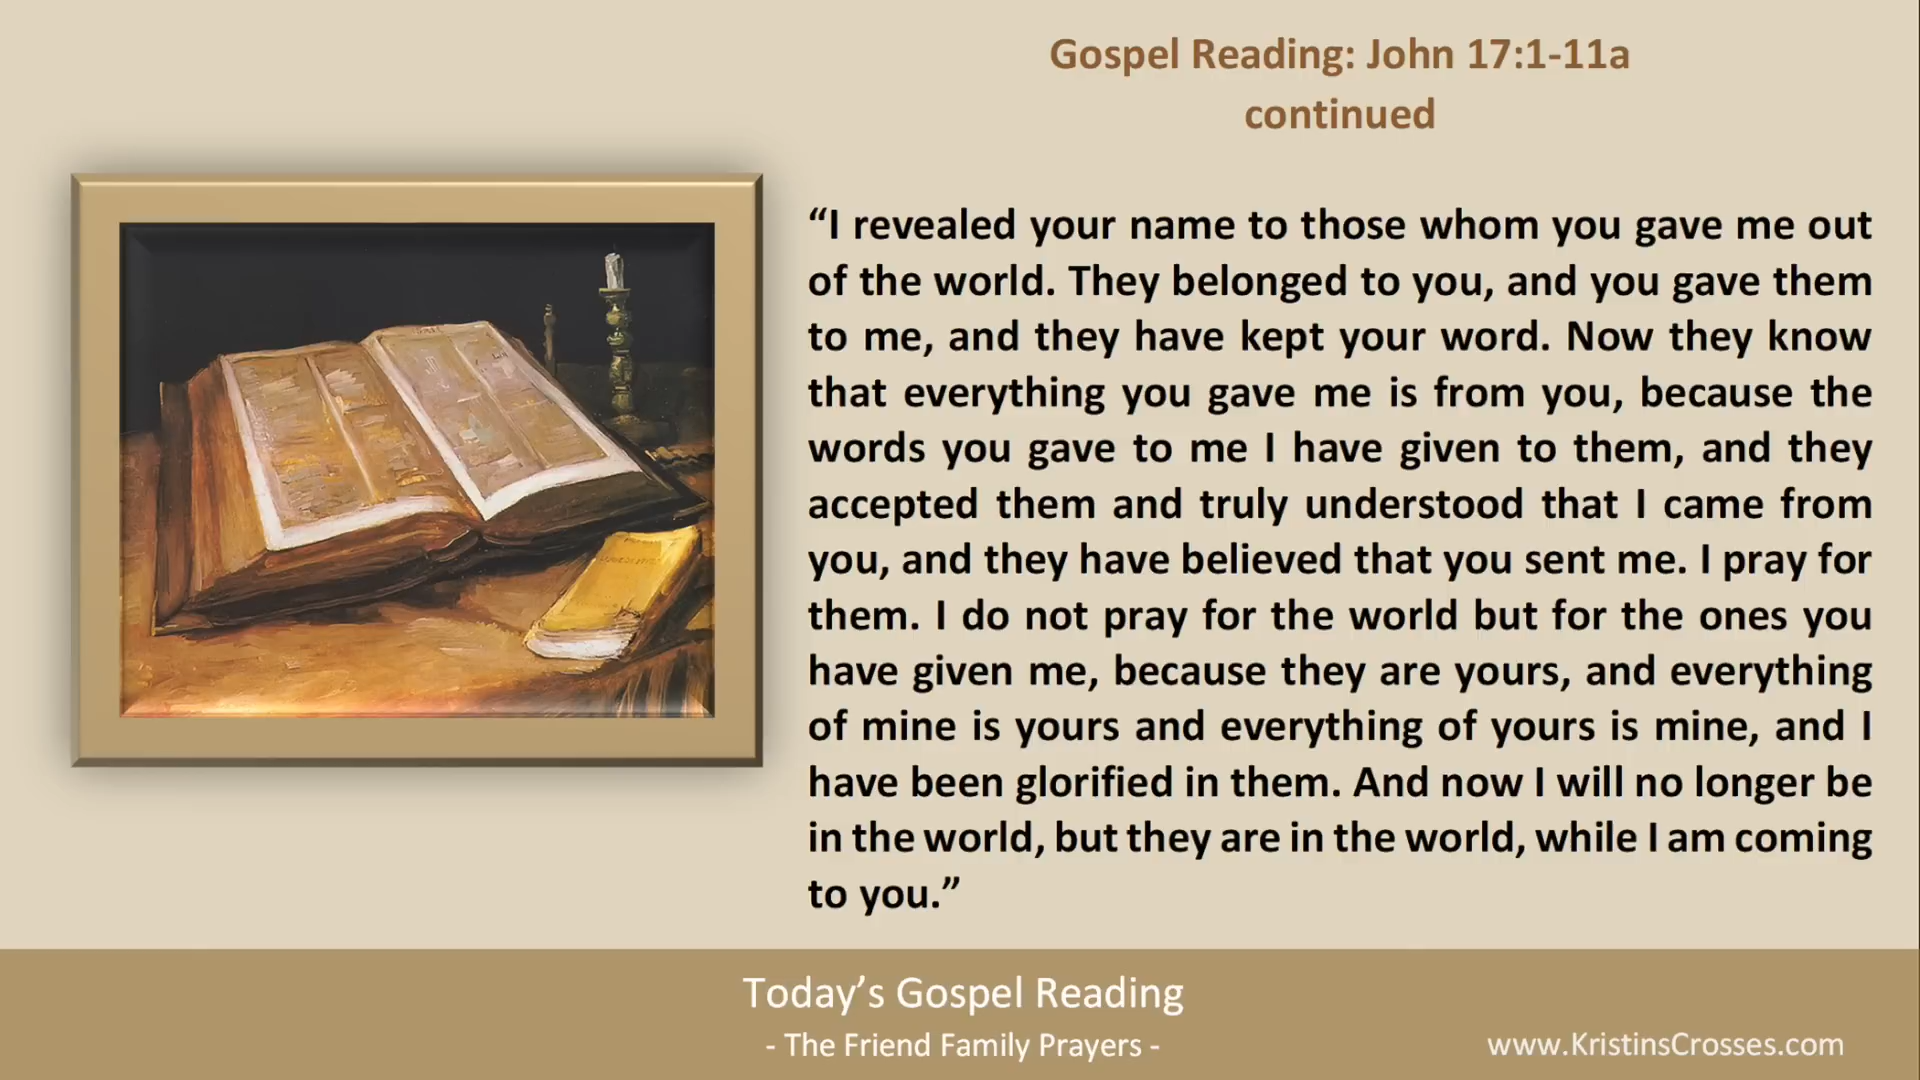 Gospel Reading: John 17:1-11a
continued
“I revealed your name to those whom you gave me out
of the world. They belonged to you, and you gave them
to me, and they have kept your word. Now they know
that everything you gave me is from you, because the
words you gave to me I have given to them, and they
accepted them and truly understood that I came from
you, and they have believed that you sent me. I pray for
them. I do not pray for the world but for the ones you
have given me, because they are yours, and everything
of mine is yours and everything of yours is mine, and I
have been glorified in them. And now I will no longer be
in the world, but they are in the world, while I am coming
to you.”
Today’s Gospel Reading
- The Friend Family Prayers -
www.KristinsCrosses.com